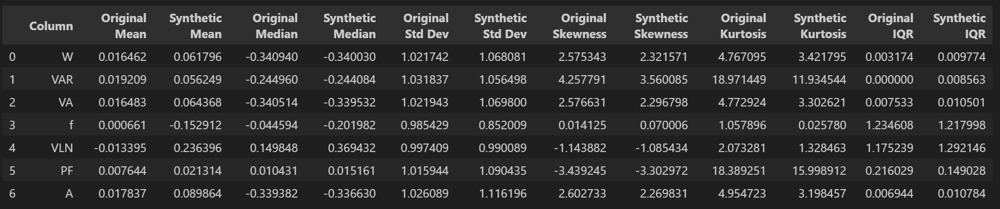 Column Original Mean Synthetic Mean Original Median Synthetic Median Original Std Dev Synthetic Std Dev Original Skewness Synthetic Skewness Original Kurtosis Synthetic Kurtosis Original IQR Synthetic IQR
0 W 0.016462 0.061796 -0.340940 -0.340030 1.021742 1.068081 2.575343 2.321571 4.767095 3.421795 0.003174 0.009774
1 VAR 0.019209 0.056249 -0.244960 -0.244084 1.031837 1.056498 4.257791 3.560085 18.971449 11.934544 0.000000 0.008563
2 VA 0.016483 0.064368 -0.340514 -0.339532 1.021943 1.069800 2.576631 2.296798 4.772924 3.302621 0.007533 0.010501
3 f 0.000661 -0.152912 -0.044594 -0.201982 0.985429 0.852009 0.014125 0.070006 1.057896 0.025780 1.234608 1.217998
4 VLN -0.013395 0.236396 0.149848 0.369432 0.997409 0.990089 -1.143882 -1.085434 2.073281 1.328463 1.175239 1.292146
5 PF 0.007644 0.021314 0.010431 0.015161 1.015944 1.090435 -3.439245 -3.302972 18.389251 15.998912 0.216029 0.149028
6 A 0.017837 0.089864 -0.339382 -0.336630 1.026089 1.116196 2.602733 2.269831 4.954723 3.198457 0.006944 0.010784